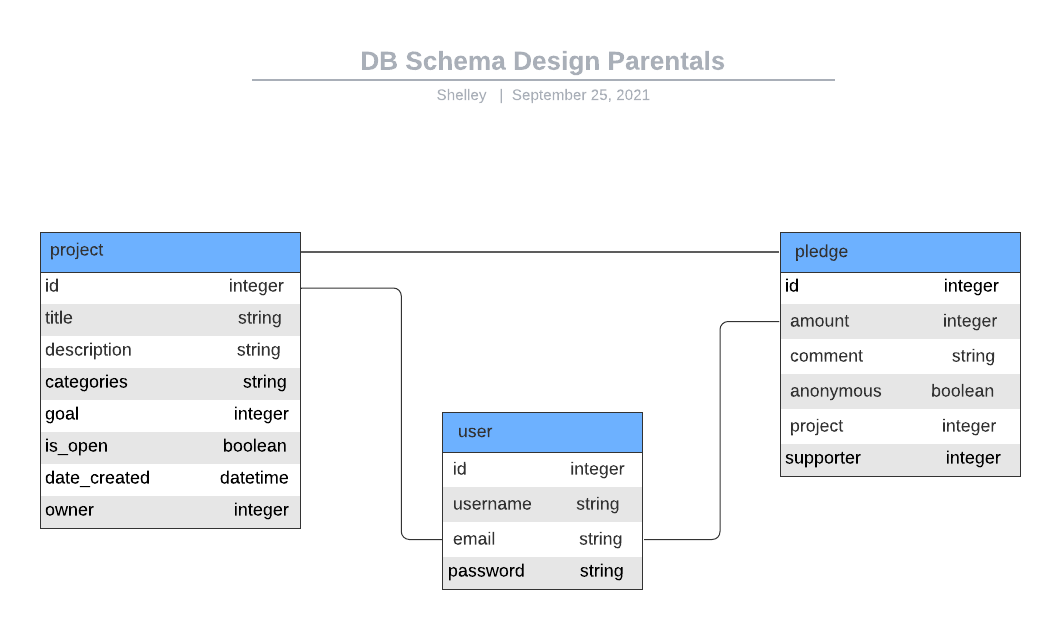 DB Schema Design Parentals
Shelley | September 25, 2021
project
id integer
title string
description string
categories string
goal integer
is_open boolean
date_created datetime
owner integer
user
id integer
username string
email string
password string
pledge
id integer
amount integer
comment string
anonymous boolean
project integer
supporter integer